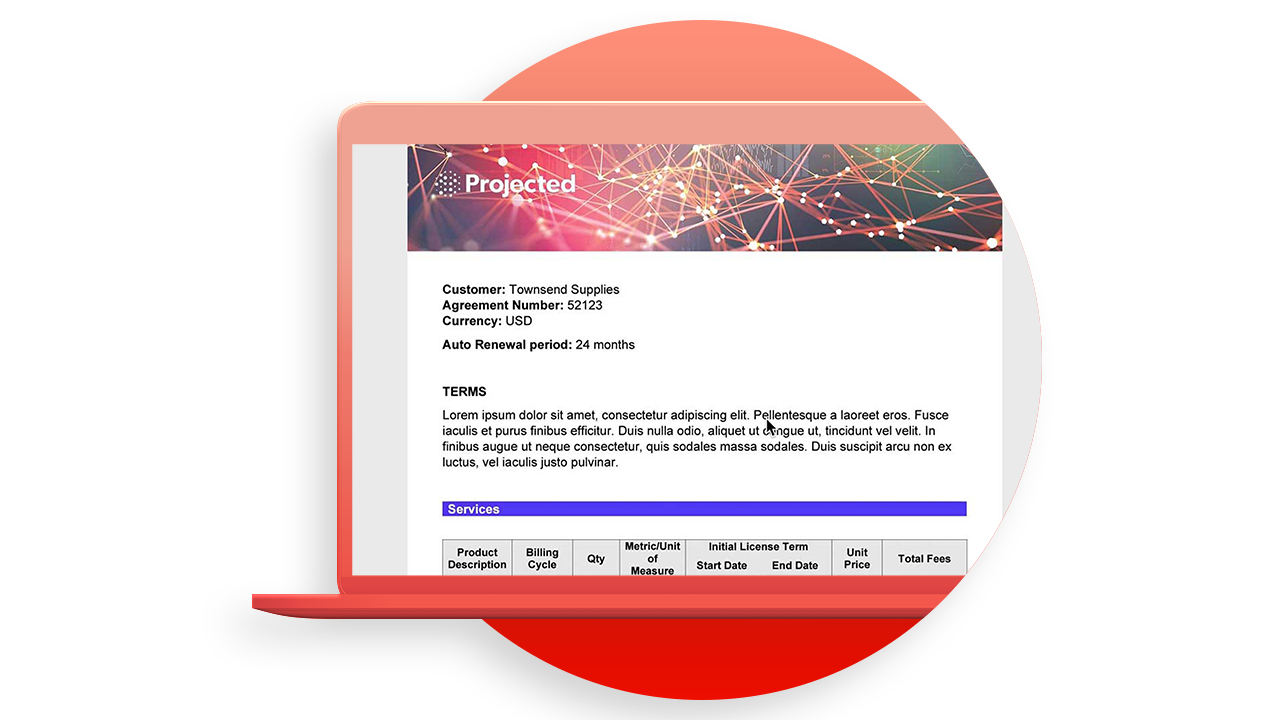 Projected
Customer: Townsend Supplies
Agreement Number: 52123
Currency: USD
Auto Renewal period: 24 months
TERMS
Lorem ipsum dolor sit amet, consectetur adipiscing elit. Pellentesque a laoreet eros. Fusce
iaculis et purus finibus efficitur. Duis nulla odio, aliquet ut congue ut, tincidunt vel velit. In
finibus augue ut neque consectetur, quis sodales massa sodales. Duis suscipit arcu non ex
luctus, vel iaculis justo pulvinar.
Services
Product Description
Billing Cycle
Qty
Metric/Unit of Measure
Initial License Term
Start Date
End Date
Unit Price
Total Fees